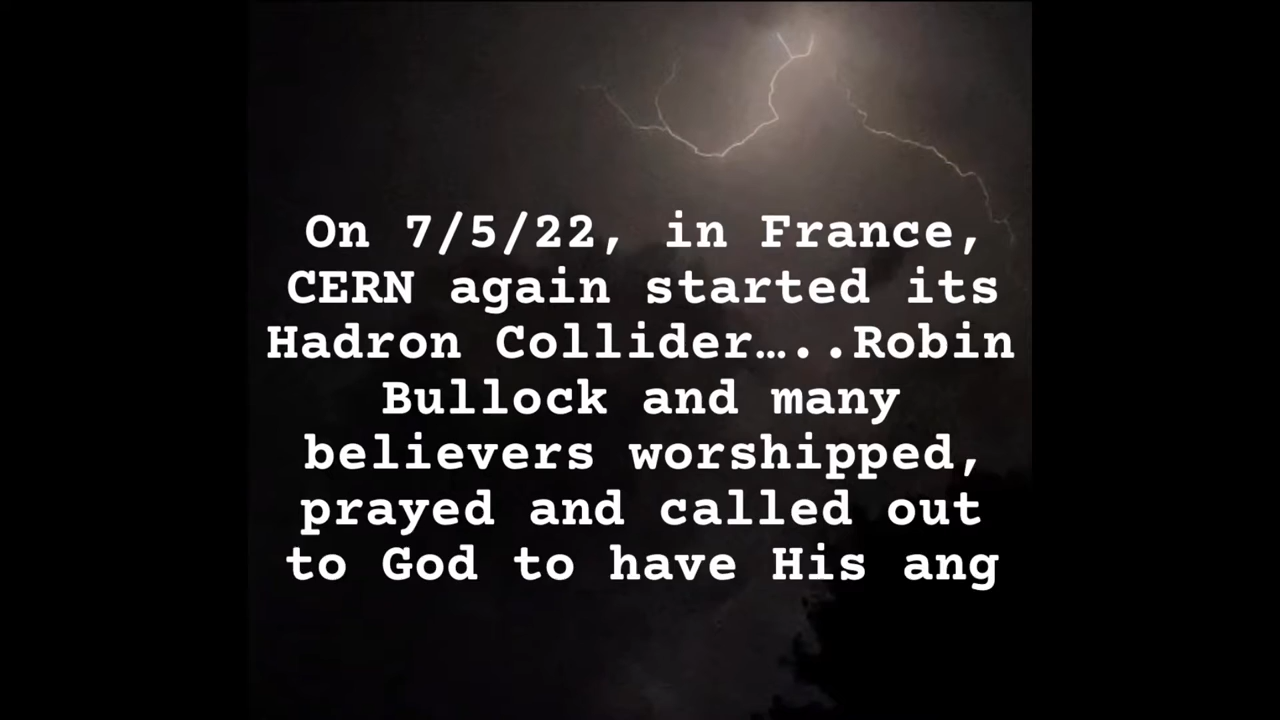 On 7/5/22, in France,
CERN again started its
Hadron Collider…..Robin
Bullock and many
believers worshipped,
prayed and called out
to God to have His ang